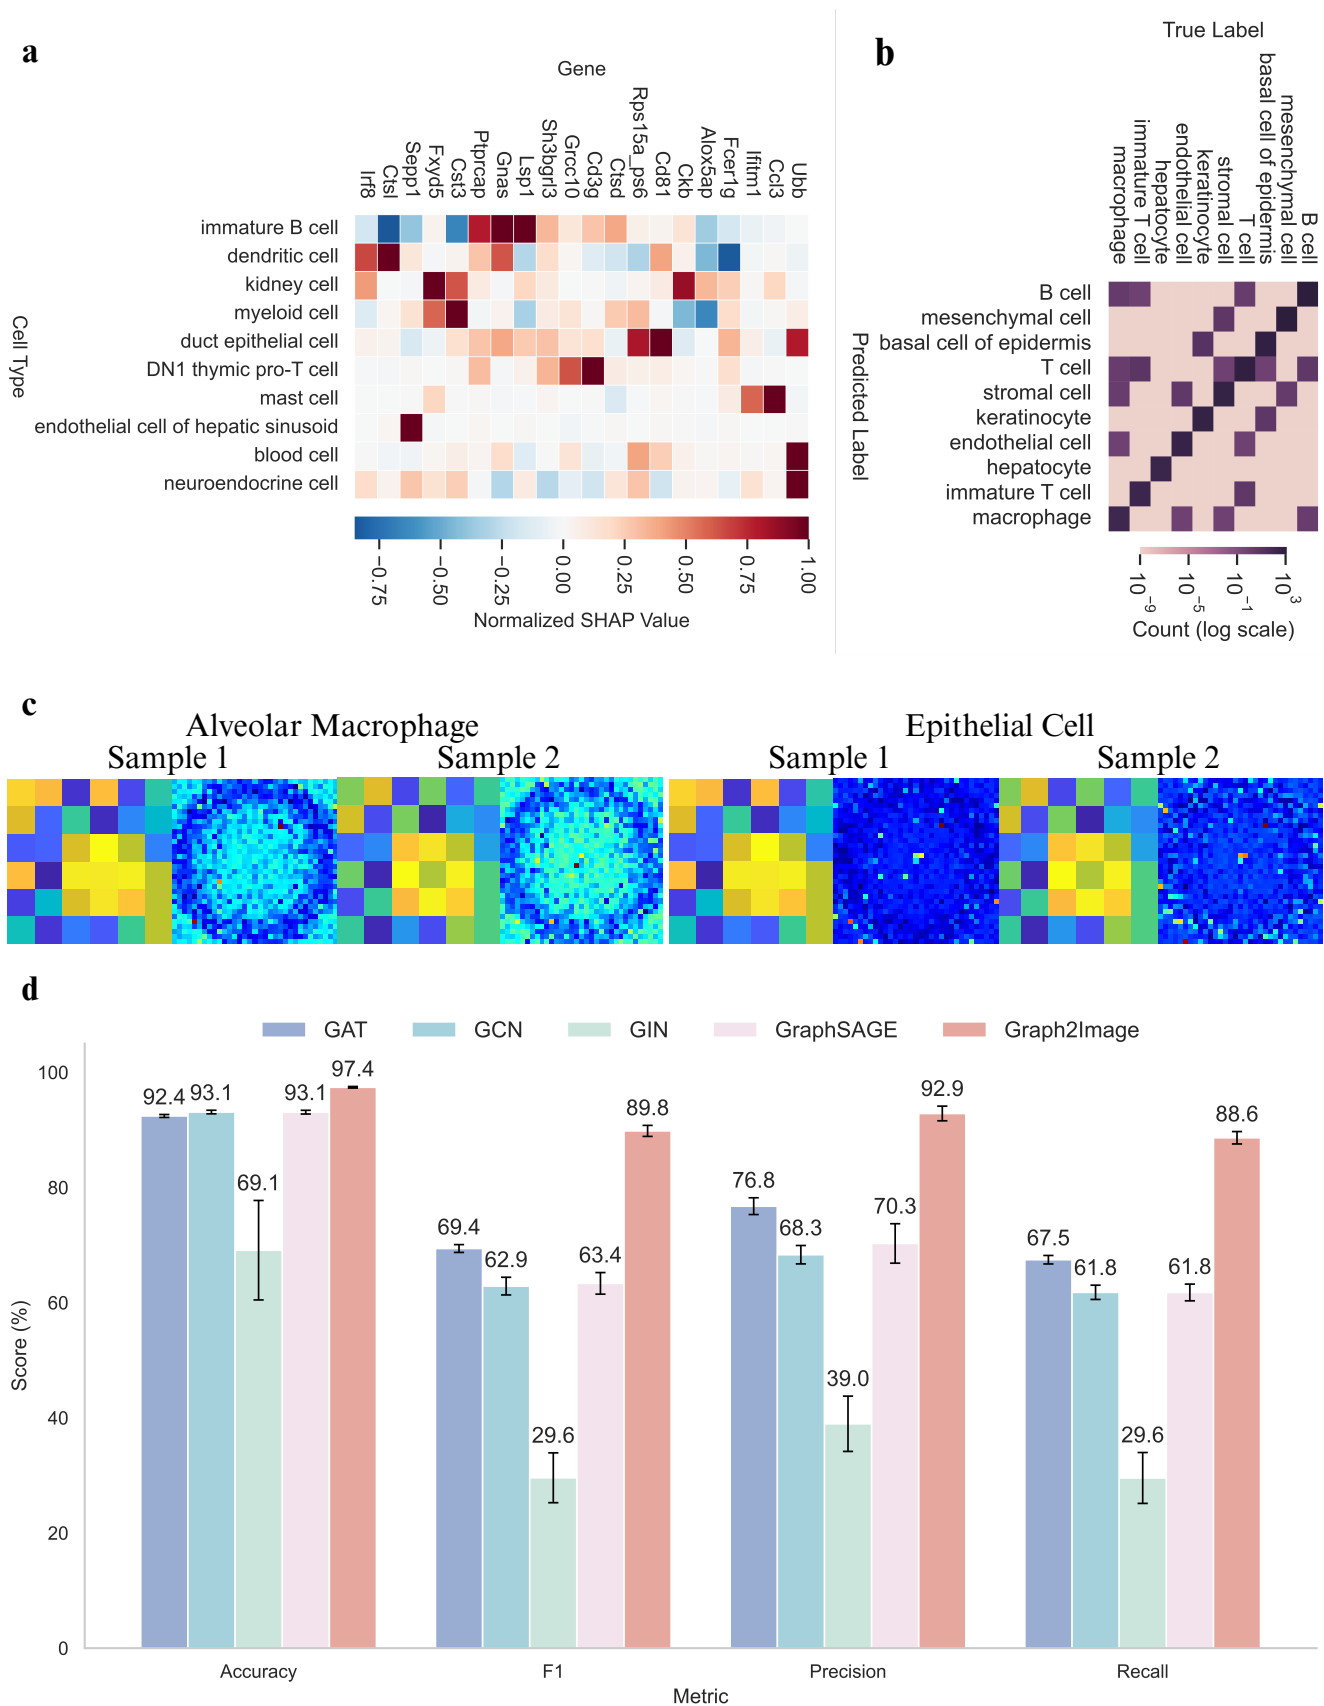 a
Gene
Irf8
Ctsl
Sepp1
Fxyd5
Cst3
Ptprcap
Gnas
Lsp1
Sh3bgrl3
Grcc10
Cd3g
Ctsd
Rps15a_ps6
Cd81
Ckb
Alox5ap
Fcer1g
Ifitm1
Ccl3
Ubb
Cell Type
immature B cell
dendritic cell
kidney cell
myeloid cell
duct epithelial cell
DN1 thymic pro-T cell
mast cell
endothelial cell of hepatic sinusoid
blood cell
neuroendocrine cell
−0.75
−0.50
−0.25
0.00
0.25
0.50
0.75
1.00
Normalized SHAP Value
b
True Label
macrophage
immature T cell
hepatocyte
endothelial cell
keratinocyte
stromal cell
T cell
basal cell of epidermis
mesenchymal cell
B cell
Predicted Label
B cell
mesenchymal cell
basal cell of epidermis
T cell
stromal cell
keratinocyte
endothelial cell
hepatocyte
immature T cell
macrophage
10⁻⁹
10⁻⁵
10⁻¹
10³
Count (log scale)
c
Alveolar Macrophage
Epithelial Cell
Sample 1
Sample 2
Sample 1
Sample 2
d
GAT GCN GIN GraphSAGE Graph2Image
Score (%)
100
80
60
40
20
0
92.4 93.1 69.1 93.1 97.4
69.4 62.9 29.6 63.4 89.8
76.8 68.3 39.0 70.3 92.9
67.5 61.8 29.6 61.8 88.6
Accuracy F1 Precision Recall
Metric